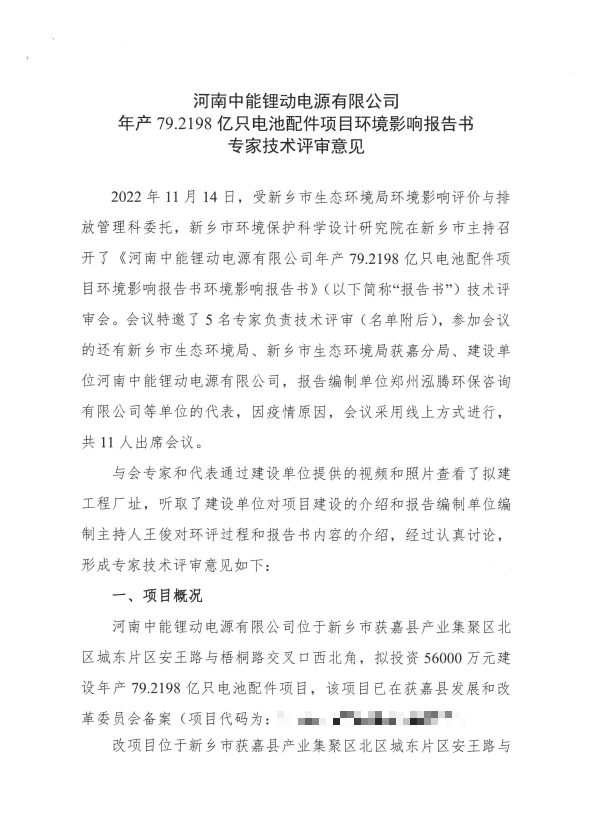 河南中能锂动电源有限公司
年产 79.2198 亿只电池配件项目环境影响报告书
专家技术评审意见
2022 年 11 月 14 日，受新乡市生态环境局环境影响评价与排
放管理科委托，新乡市环境保护科学设计研究院在新乡市主持召
开了《河南中能锂动电源有限公司年产 79.2198 亿只电池配件项
目环境影响报告书环境影响报告书》（以下简称“报告书”）技术评
审会。会议特邀了 5 名专家负责技术评审（名单附后），参加会议
的还有新乡市生态环境局、新乡市生态环境局获嘉分局、建设单
位河南中能锂动电源有限公司，报告编制单位郑州泓腾环保咨询
有限公司等单位的代表，因疫情原因，会议采用线上方式进行，
共 11 人出席会议。
与会专家和代表通过建设单位提供的视频和照片查看了拟建
工程厂址，听取了建设单位对项目建设的介绍和报告编制单位编
制主持人王俊对环评过程和报告书内容的介绍，经过认真讨论，
形成专家技术评审意见如下：
一、项目概况
河南中能锂动电源有限公司位于新乡市获嘉县产业集聚区北
区城东片区安王路与梧桐路交叉口西北角，拟投资 56000 万元建
设年产 79.2198 亿只电池配件项目，该项目已在获嘉县发展和改
革委员会备案（项目代码为：
改项目位于新乡市获嘉县产业集聚区北区城东片区安王路与